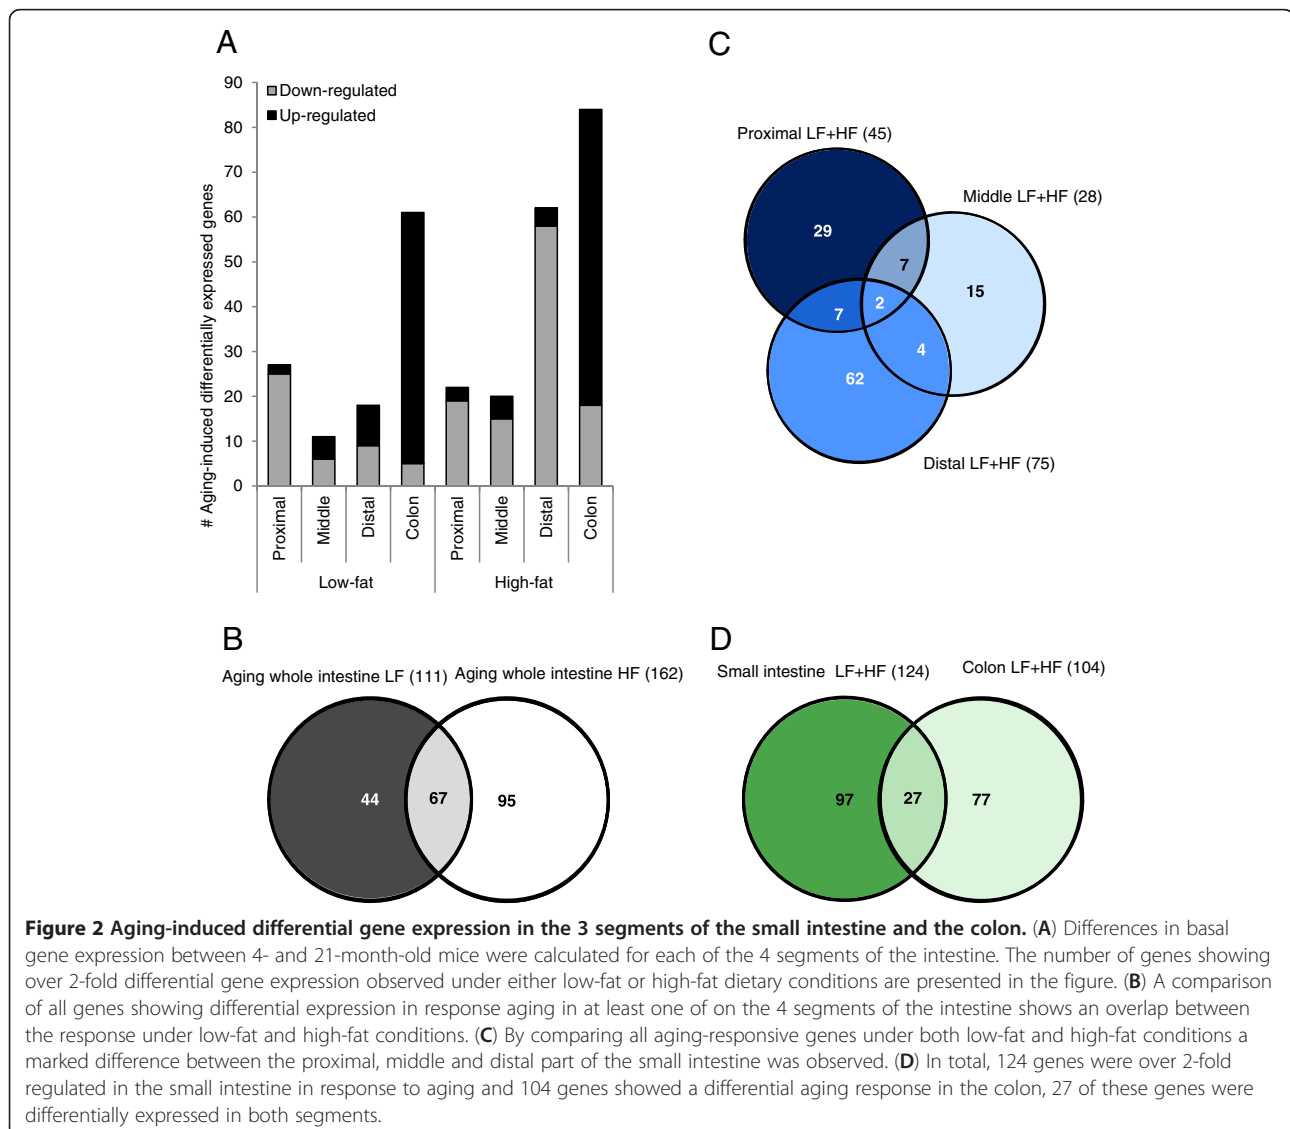 A
# Aging-induced differentially expressed genes
90
80
70
60
50
40
30
20
10
0
Down-regulated
Up-regulated
Proximal
Middle
Distal
Colon
Proximal
Middle
Distal
Colon
Low-fat
High-fat
C
Proximal LF+HF (45)
Middle LF+HF (28)
29
7
15
7
2
4
62
Distal LF+HF (75)
B
Aging whole intestine LF (111)
Aging whole intestine HF (162)
44
67
95
D
Small intestine LF+HF (124)
Colon LF+HF (104)
97
27
77
Figure 2 Aging-induced differential gene expression in the 3 segments of the small intestine and the colon. (A) Differences in basal
gene expression between 4- and 21-month-old mice were calculated for each of the 4 segments of the intestine. The number of genes showing
over 2-fold differential gene expression observed under either low-fat or high-fat dietary conditions are presented in the figure. (B) A comparison
of all genes showing differential expression in response aging in at least one of on the 4 segments of the intestine shows an overlap between
the response under low-fat and high-fat conditions. (C) By comparing all aging-responsive genes under both low-fat and high-fat conditions a
marked difference between the proximal, middle and distal part of the small intestine was observed. (D) In total, 124 genes were over 2-fold
regulated in the small intestine in response to aging and 104 genes showed a differential aging response in the colon, 27 of these genes were
differentially expressed in both segments.